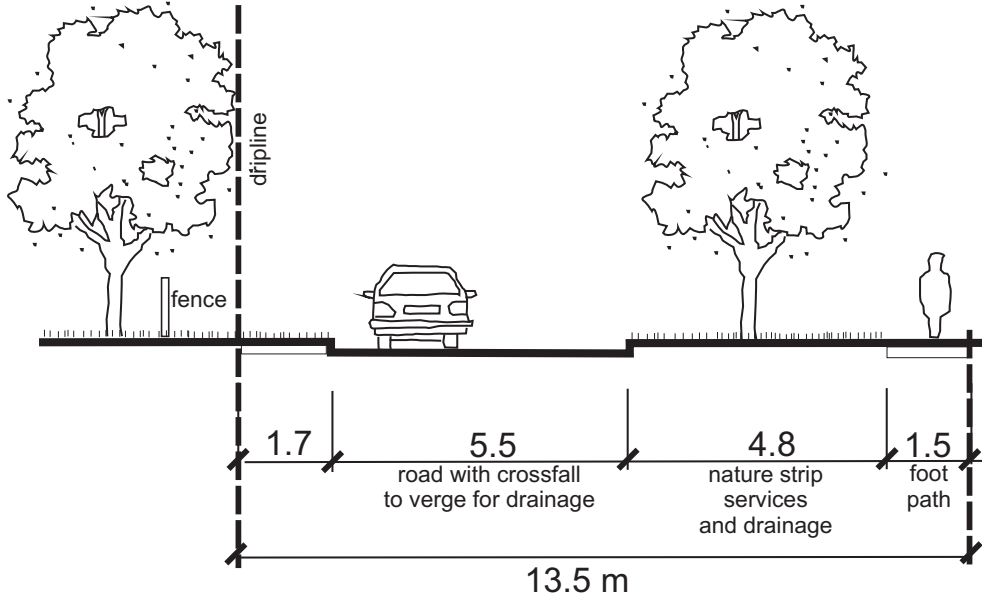 dripline
fence
1.7
5.5
4.8
1.5
road with crossfall
to verge for drainage
nature strip
services
and drainage
foot
path
13.5 m